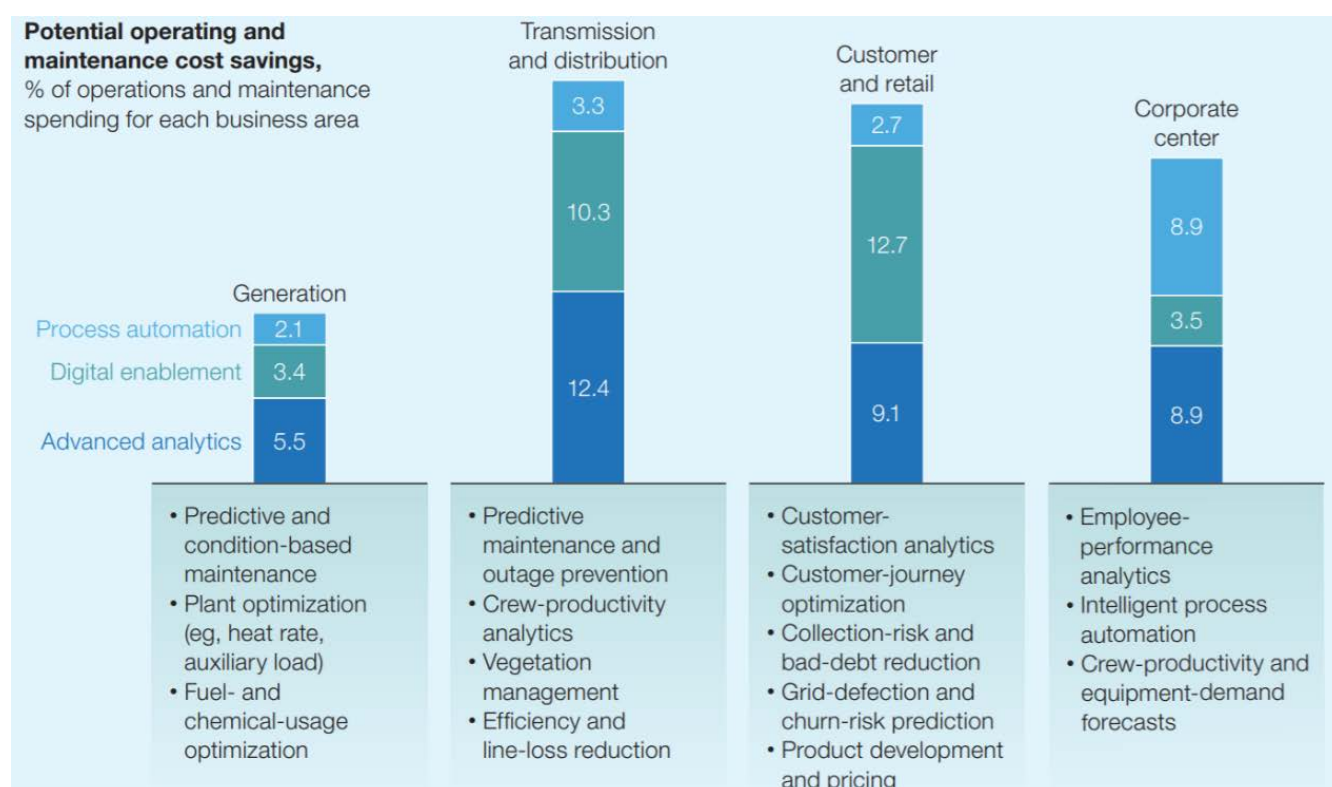 Potential operating and
maintenance cost savings,
% of operations and maintenance
spending for each business area
Generation
Process automation
Digital enablement
Advanced analytics
2.1
3.4
5.5
• Predictive and
condition-based
maintenance
• Plant optimization
(eg, heat rate,
auxiliary load)
• Fuel- and
chemical-usage
optimization
Transmission
and distribution
3.3
10.3
12.4
• Predictive
maintenance and
outage prevention
• Crew-productivity
analytics
• Vegetation
management
• Efficiency and
line-loss reduction
Customer
and retail
2.7
12.7
9.1
• Customer-
satisfaction analytics
• Customer-journey
optimization
• Collection-risk and
bad-debt reduction
• Grid-defection and
churn-risk prediction
• Product development
and pricing
Corporate
center
8.9
3.5
8.9
• Employee-
performance
analytics
• Intelligent process
automation
• Crew-productivity and
equipment-demand
forecasts